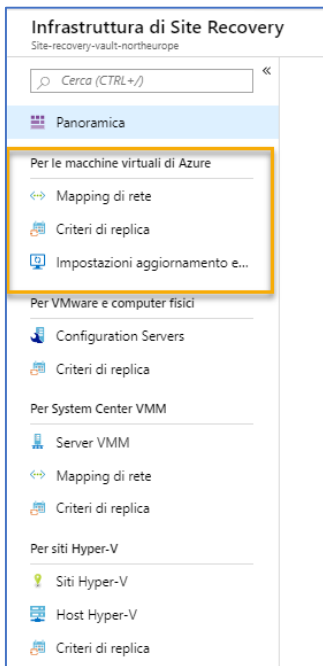 Infrastruttura di Site Recovery
Site-recovery-vault-northeurope
Cerca (CTRL+/)
«
Panoramica
Per le macchine virtuali di Azure
Mapping di rete
Criteri di replica
Impostazioni aggiornamento e...
Per VMware e computer fisici
Configuration Servers
Criteri di replica
Per System Center VMM
Server VMM
Mapping di rete
Criteri di replica
Per siti Hyper-V
Siti Hyper-V
Host Hyper-V
Criteri di replica